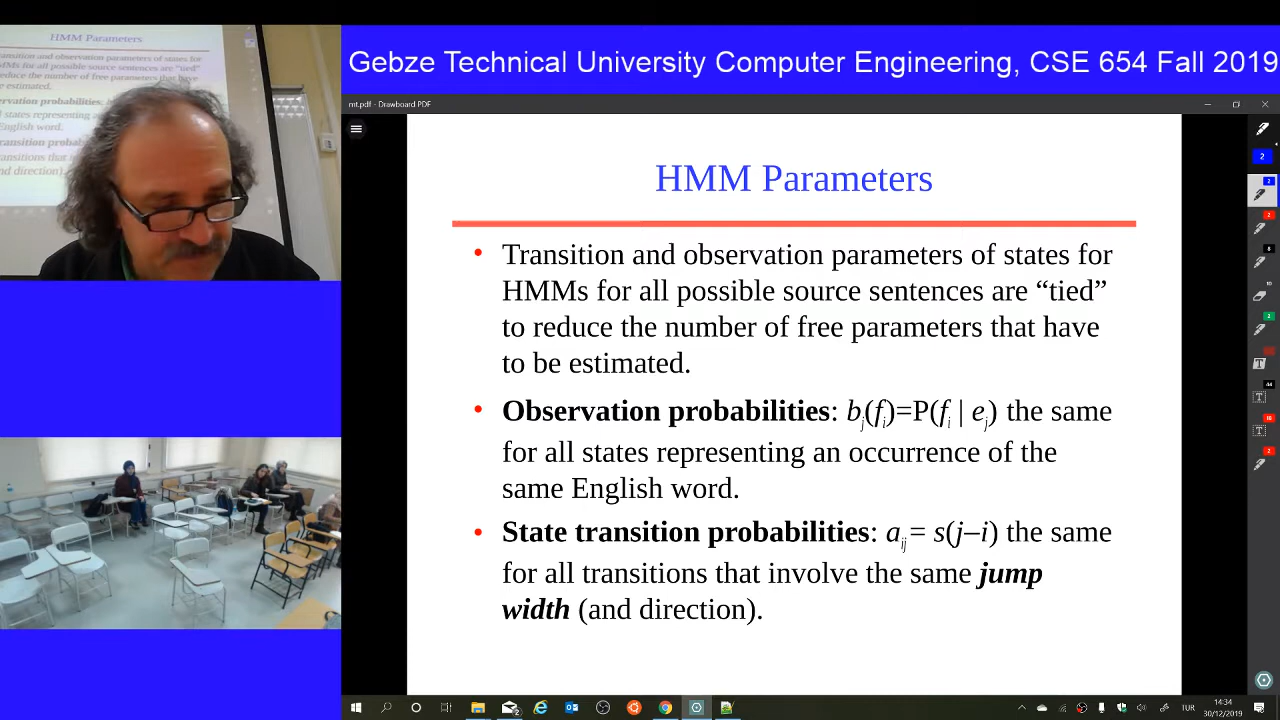 Gebze Technical University Computer Engineering, CSE 654 Fall 2019
mt.pdf - Drawboard PDF
HMM Parameters
• Transition and observation parameters of states for
HMMs for all possible source sentences are “tied”
to reduce the number of free parameters that have
to be estimated.
• Observation probabilities: bj(fi)=P(fi | ej) the same
for all states representing an occurrence of the
same English word.
• State transition probabilities: aij= s(j–i) the same
for all transitions that involve the same jump
width (and direction).
HMM Parameters
TUR
14:34
30/12/2019